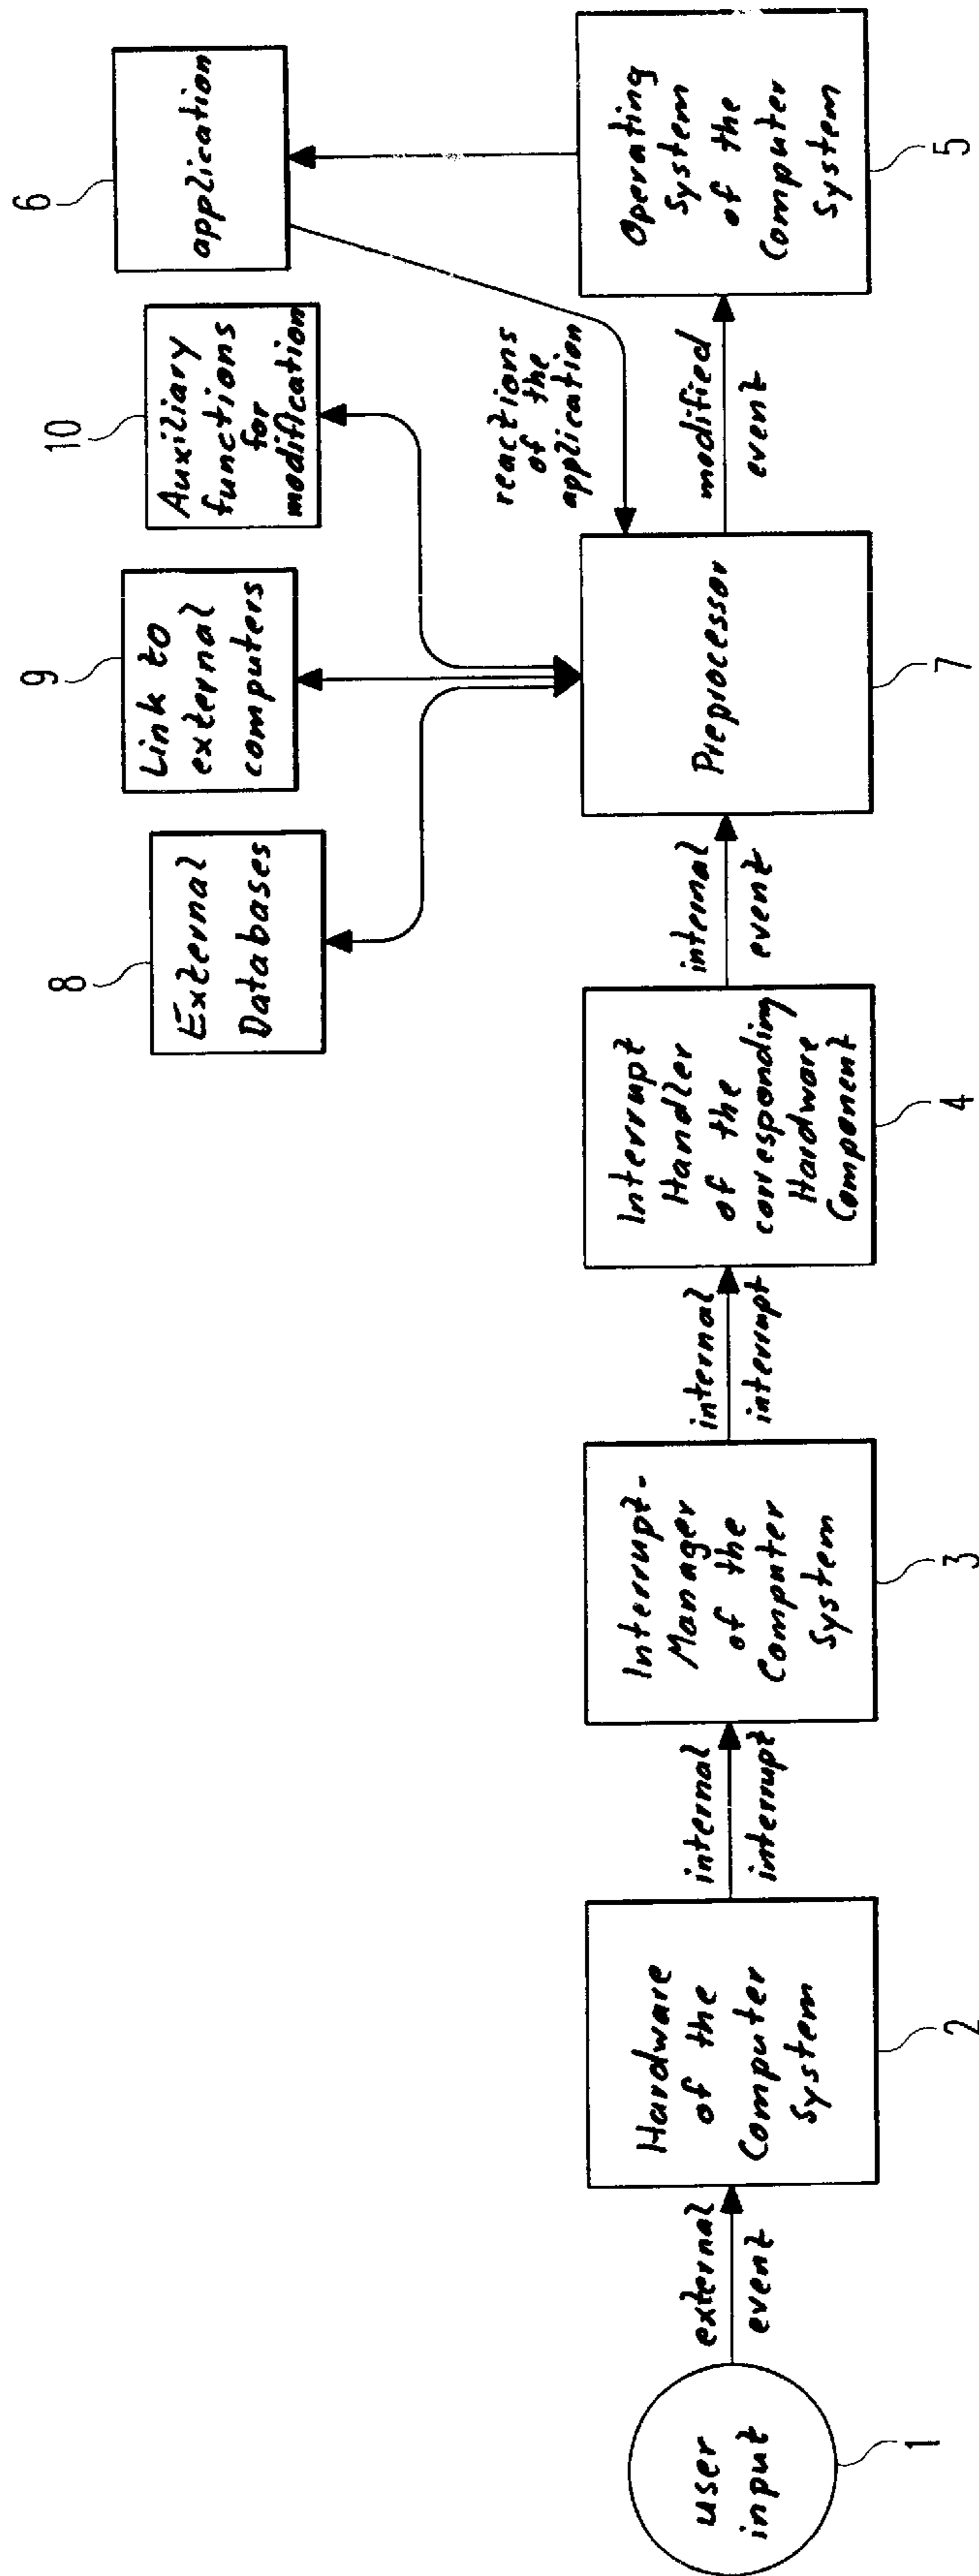 6
application
10
Auxiliary
functions
for
modification
9
Link to
external
computers
8
External
Databases
reactions
of the
application
user
input
1
external
event
Hardware
of the
Computer
System
2
internal
interrupt
Interrupt-
Manager
of the
Computer
System
3
internal
interrupt
Interrupt
Handler
of the
corresponding
Hardware
Component
4
internal
event
Preprocessor
7
modified
event
Operating
System
of the
Computer
System
5